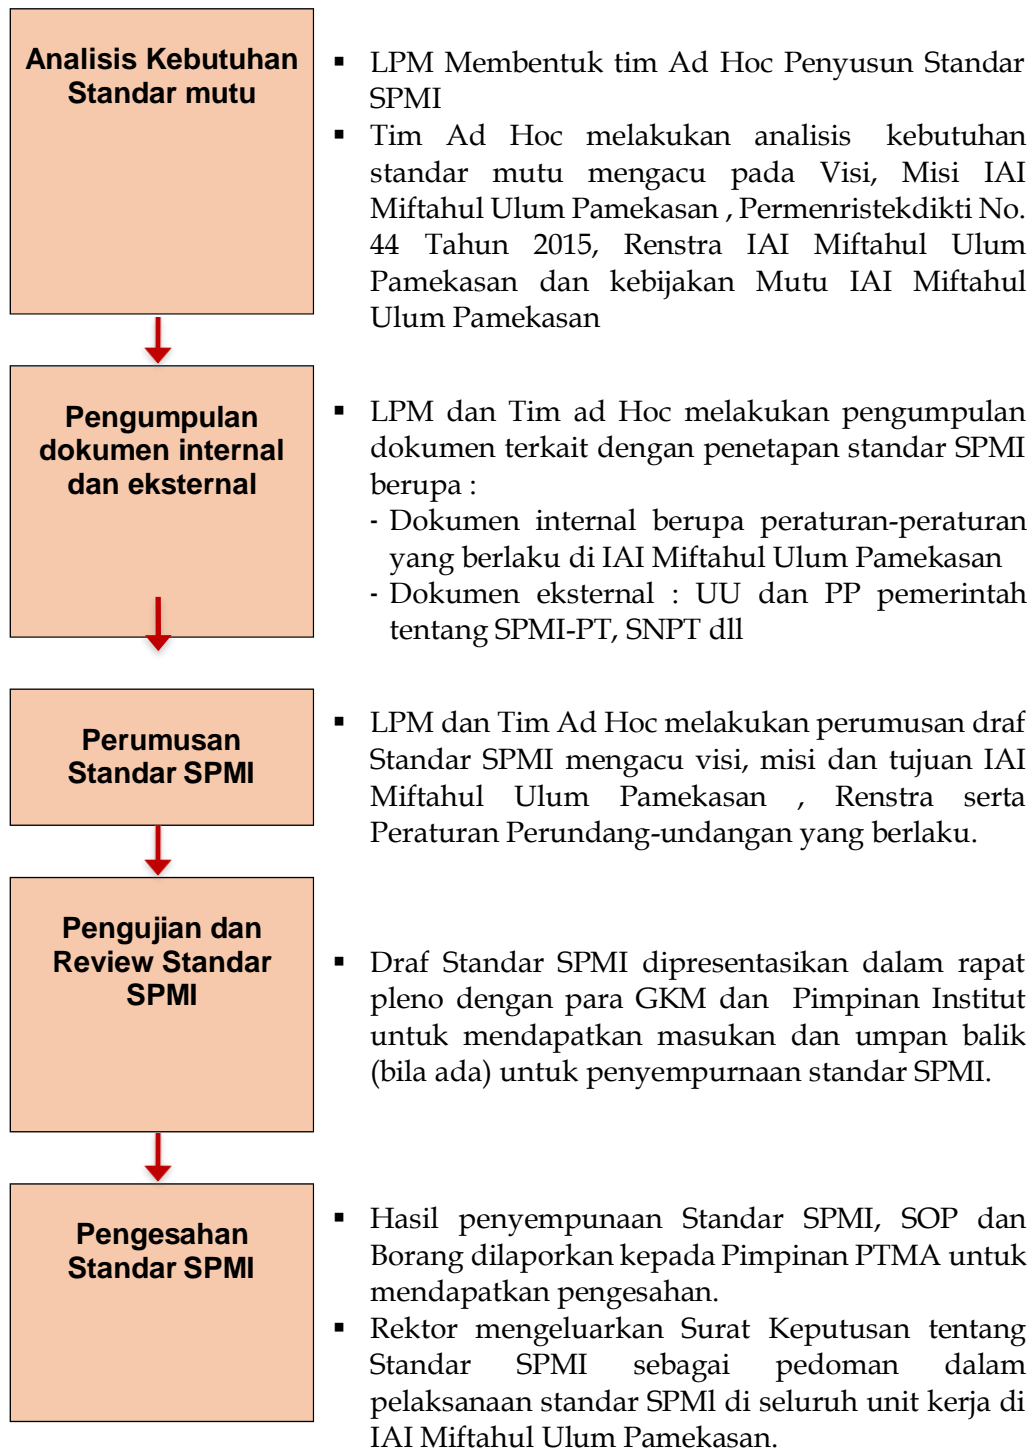 Analisis Kebutuhan
Standar mutu
▪ LPM Membentuk tim Ad Hoc Penyusun Standar
SPMI
▪ Tim Ad Hoc melakukan analisis kebutuhan
standar mutu mengacu pada Visi, Misi IAI
Miftahul Ulum Pamekasan , Permenristekdikti No.
44 Tahun 2015, Renstra IAI Miftahul Ulum
Pamekasan dan kebijakan Mutu IAI Miftahul
Ulum Pamekasan
Pengumpulan
dokumen internal
dan eksternal
▪ LPM dan Tim ad Hoc melakukan pengumpulan
dokumen terkait dengan penetapan standar SPMI
berupa :
- Dokumen internal berupa peraturan-peraturan
yang berlaku di IAI Miftahul Ulum Pamekasan
- Dokumen eksternal : UU dan PP pemerintah
tentang SPMI-PT, SNPT dll
Perumusan
Standar SPMI
▪ LPM dan Tim Ad Hoc melakukan perumusan draf
Standar SPMI mengacu visi, misi dan tujuan IAI
Miftahul Ulum Pamekasan , Renstra serta
Peraturan Perundang-undangan yang berlaku.
Pengujian dan
Review Standar
SPMI
▪ Draf Standar SPMI dipresentasikan dalam rapat
pleno dengan para GKM dan Pimpinan Institut
untuk mendapatkan masukan dan umpan balik
(bila ada) untuk penyempurnaan standar SPMI.
Pengesahan
Standar SPMI
▪ Hasil penyempunaan Standar SPMI, SOP dan
Borang dilaporkan kepada Pimpinan PTMA untuk
mendapatkan pengesahan.
▪ Rektor mengeluarkan Surat Keputusan tentang
Standar SPMI sebagai pedoman dalam
pelaksanaan standar SPMl di seluruh unit kerja di
IAI Miftahul Ulum Pamekasan.